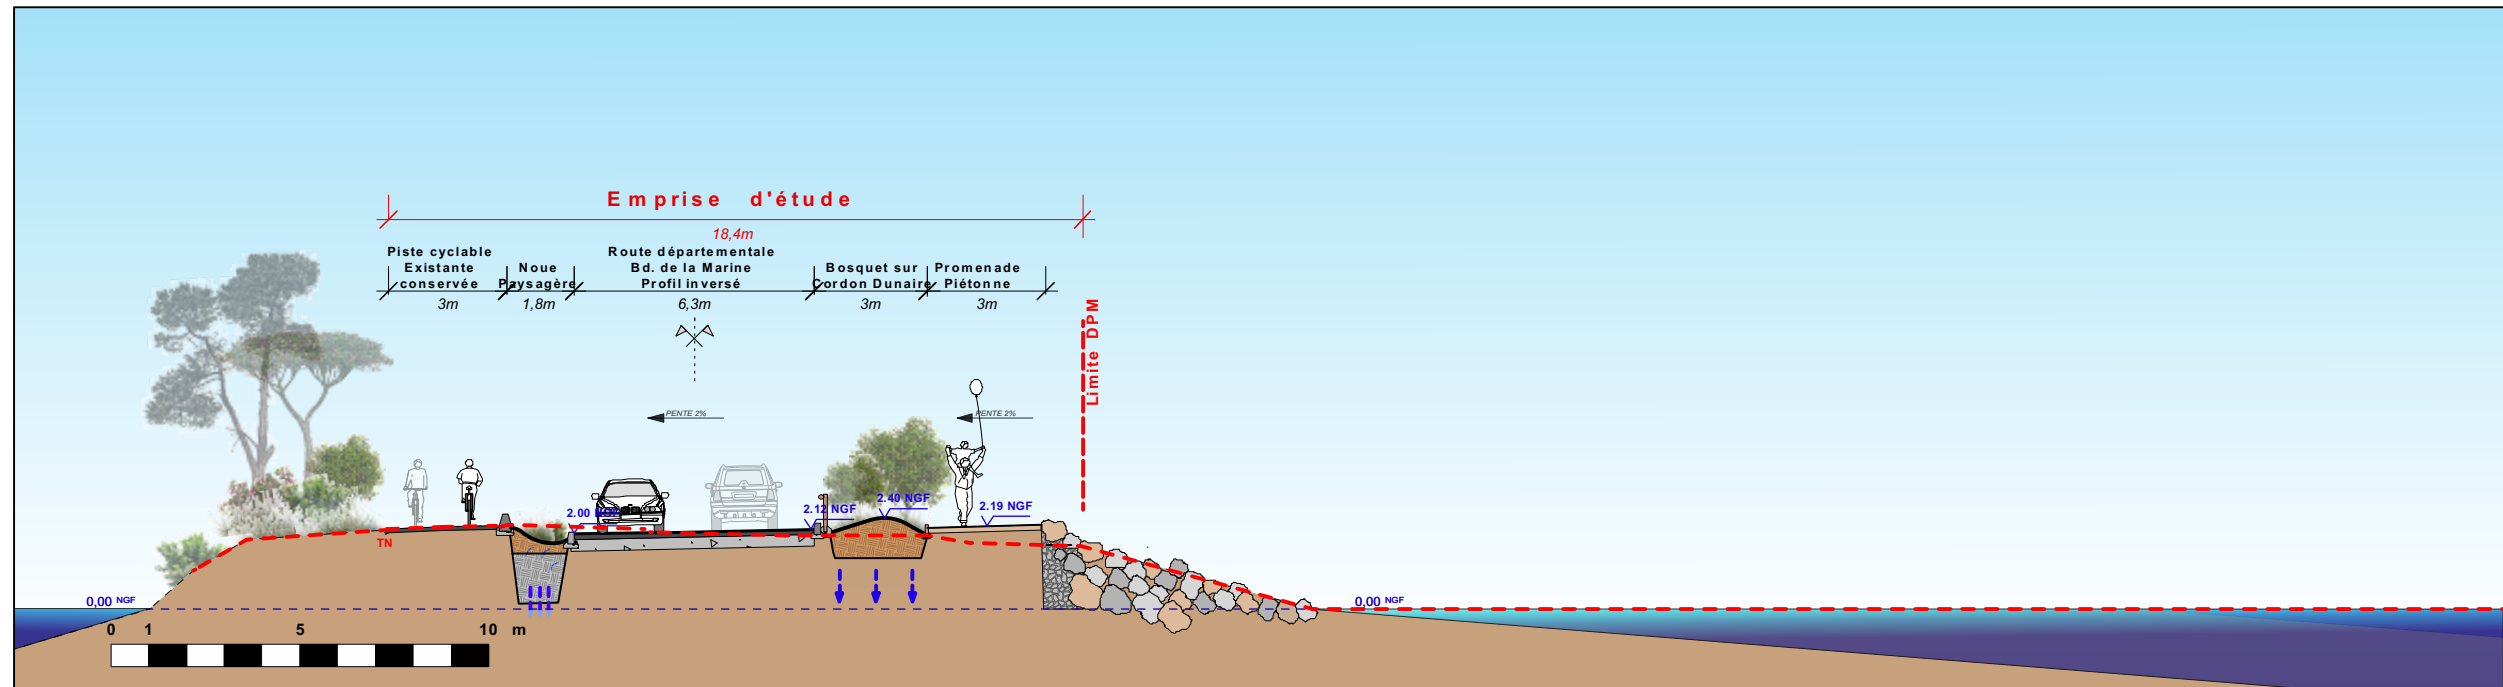 Emprise d'étude
18,4m
Piste cyclable
Existante
conservée
3m
Noue
Paysagère
1,8m
Route départementale
Bd. de la Marine
Profil inversé
6,3m
Bosquet sur
Cordon Dunaire
3m
Promenade
Piétonne
3m
Limite DPM
PENTE 2%
PENTE 2%
2.00 NGF
2.12 NGF
2.40 NGF
2.19 NGF
TN
0,00 NGF
0,00 NGF
0 1 5 10 m